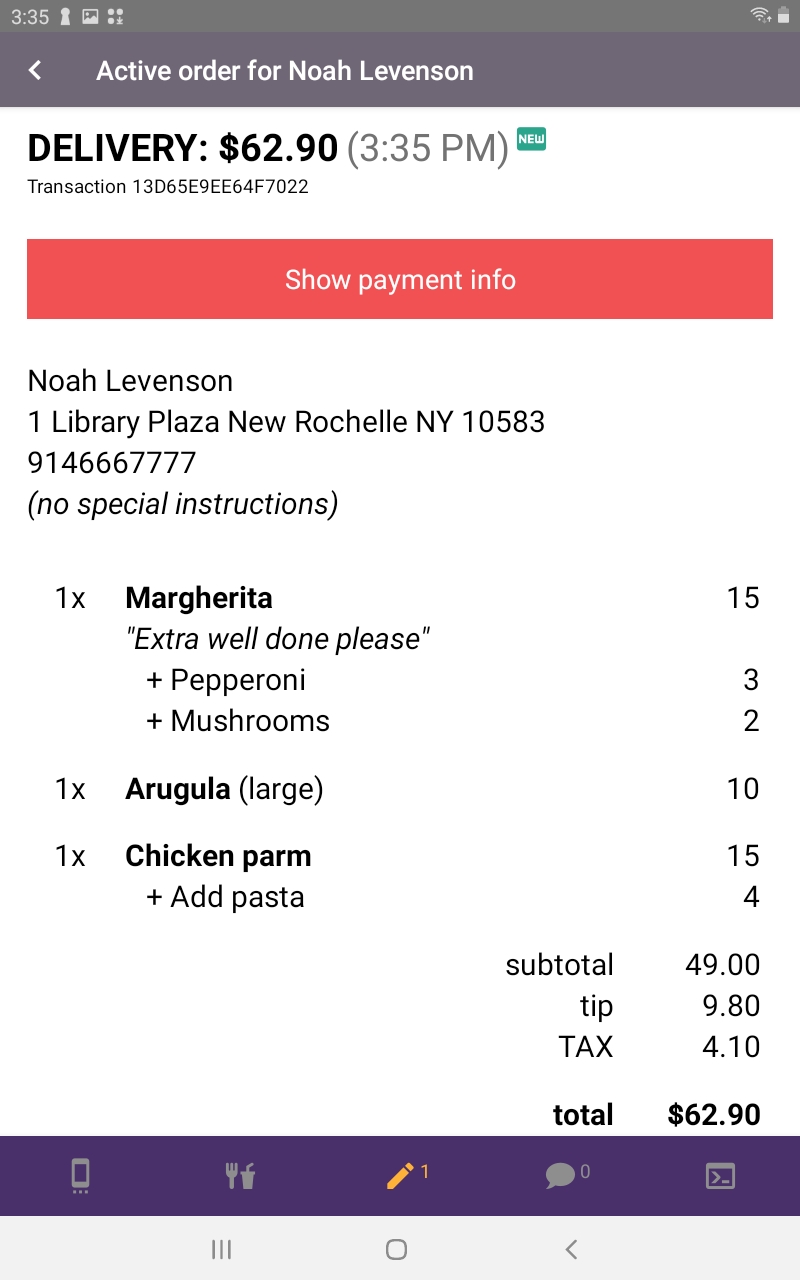 3:35
Active order for Noah Levenson
DELIVERY: $62.90 (3:35 PM) NEW
Transaction 13D65E9EE64F7022
Show payment info
Noah Levenson
1 Library Plaza New Rochelle NY 10583
9146667777
(no special instructions)
1x Margherita 15
"Extra well done please"
+ Pepperoni 3
+ Mushrooms 2
1x Arugula (large) 10
1x Chicken parm 15
+ Add pasta 4
subtotal 49.00
tip 9.80
TAX 4.10
total $62.90
1 0